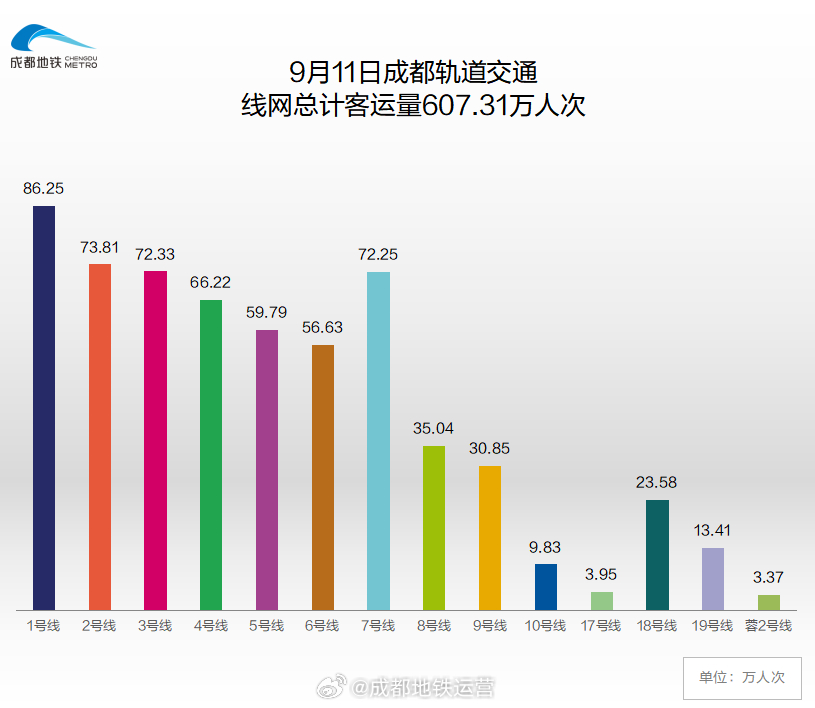 成都地铁 CHENGDU METRO
9月11日成都轨道交通
线网总计客运量607.31万人次
86.25
73.81
72.33
66.22
59.79
56.63
72.25
35.04
30.85
9.83
3.95
23.58
13.41
3.37
1号线 2号线 3号线 4号线 5号线 6号线 7号线 8号线 9号线 10号线 17号线 18号线 19号线 蓉2号线
单位：万人次
@成都地铁运营